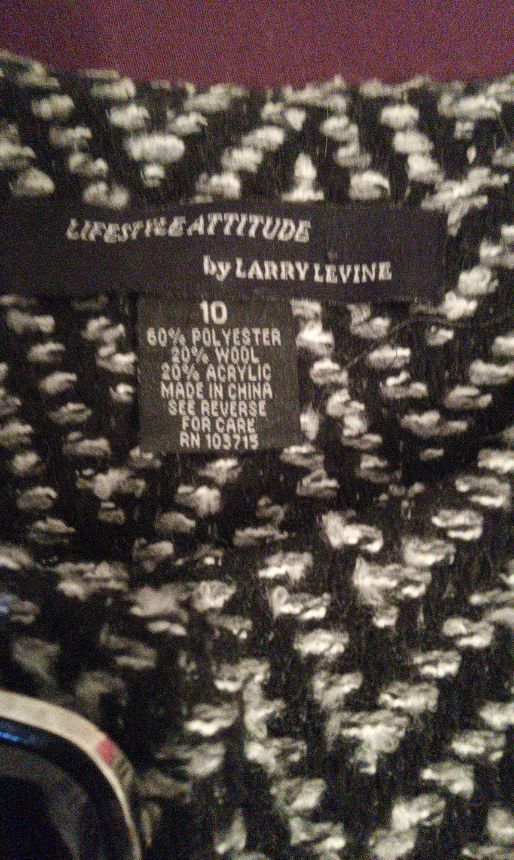 LIFESTYLE ATTITUDE
by LARRY LEVINE
10
60% POLYESTER
20% WOOL
20% ACRYLIC
MADE IN CHINA
SEE REVERSE
FOR CARE
RN 103715